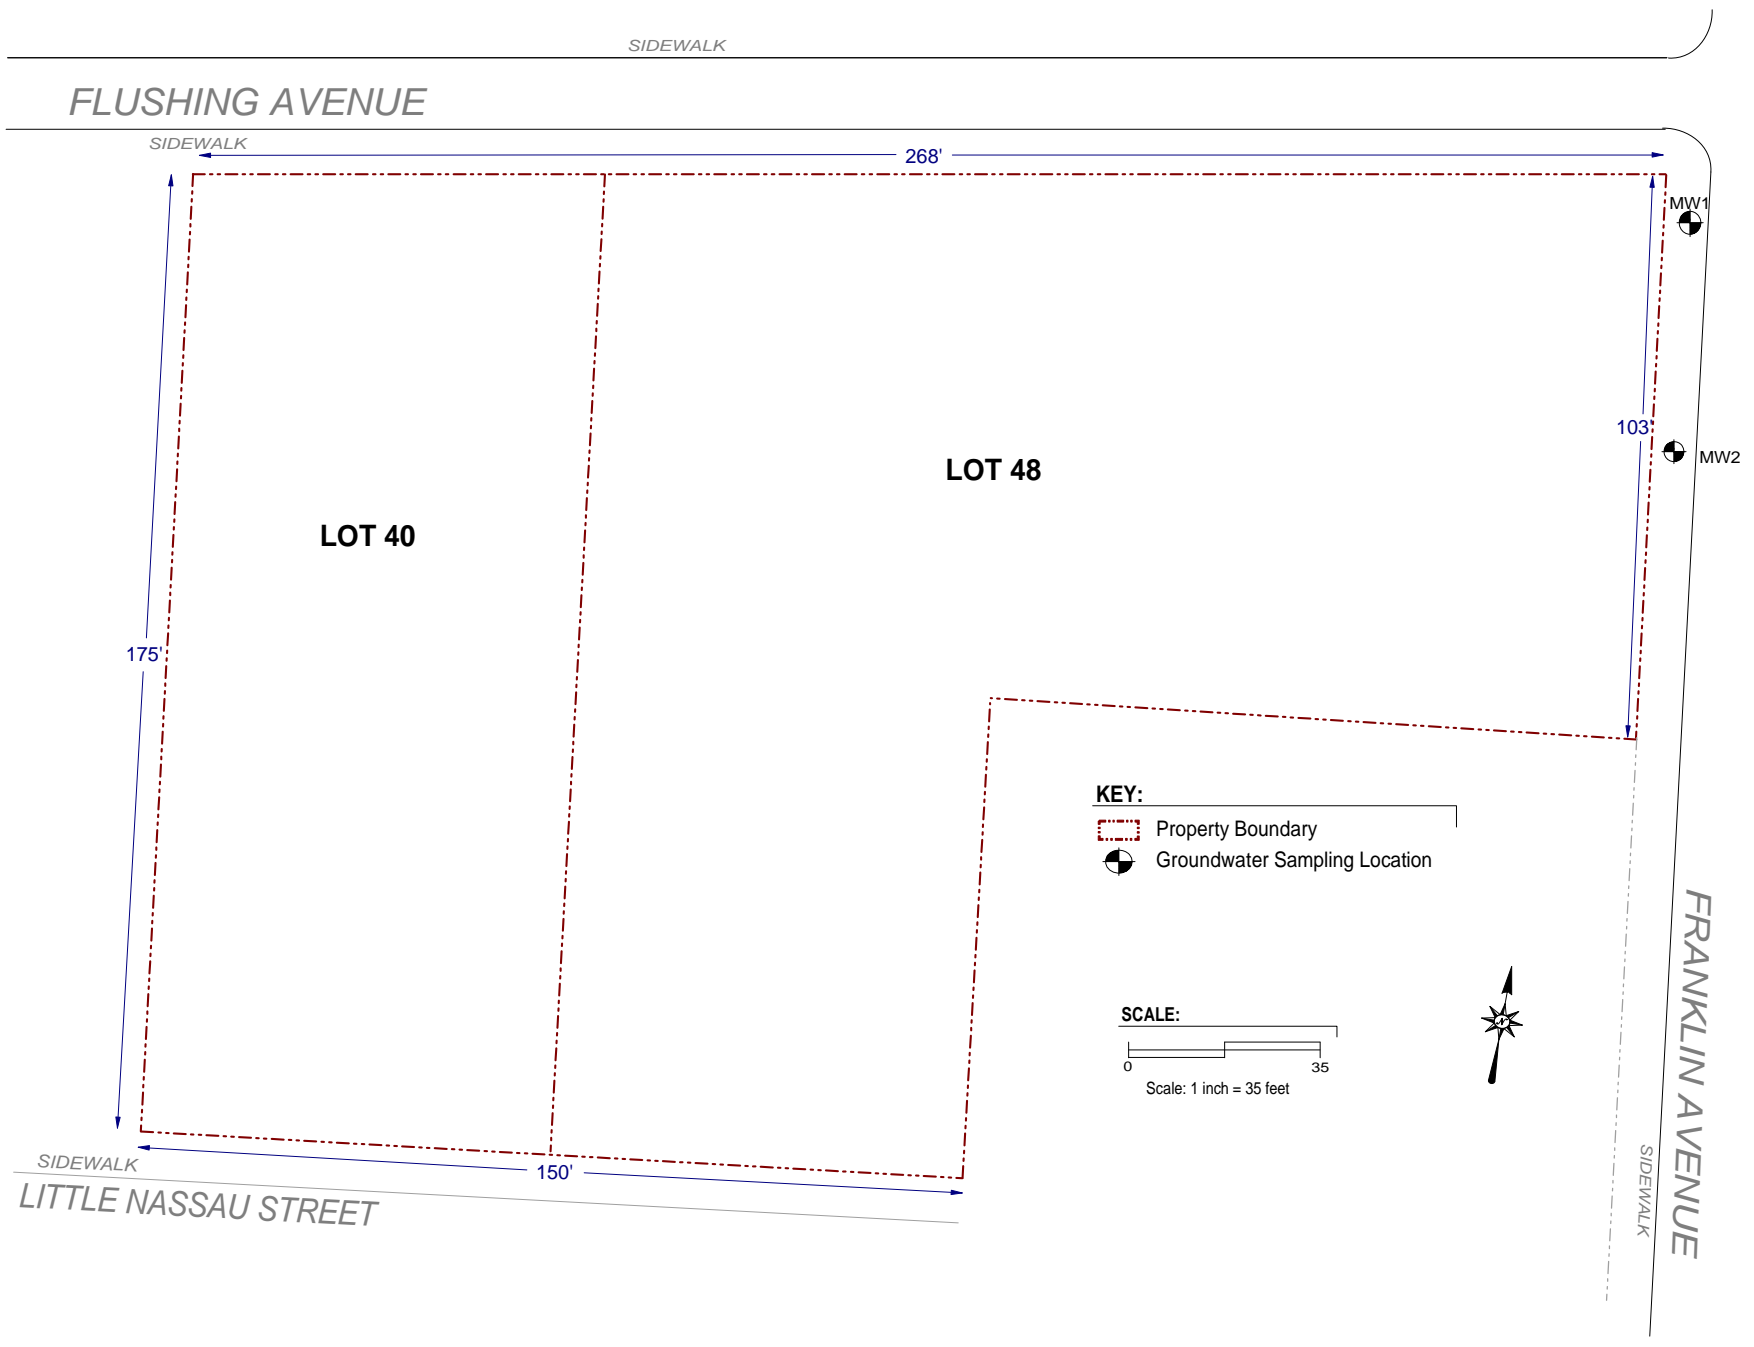 SIDEWALK
FLUSHING AVENUE
SIDEWALK
268'
MW1
103'
MW2
LOT 48
LOT 40
175'
KEY:
Property Boundary
Groundwater Sampling Location
FRANKLIN AVENUE
SIDEWALK
SCALE:
0 35
Scale: 1 inch = 35 feet
N
150'
SIDEWALK
LITTLE NASSAU STREET